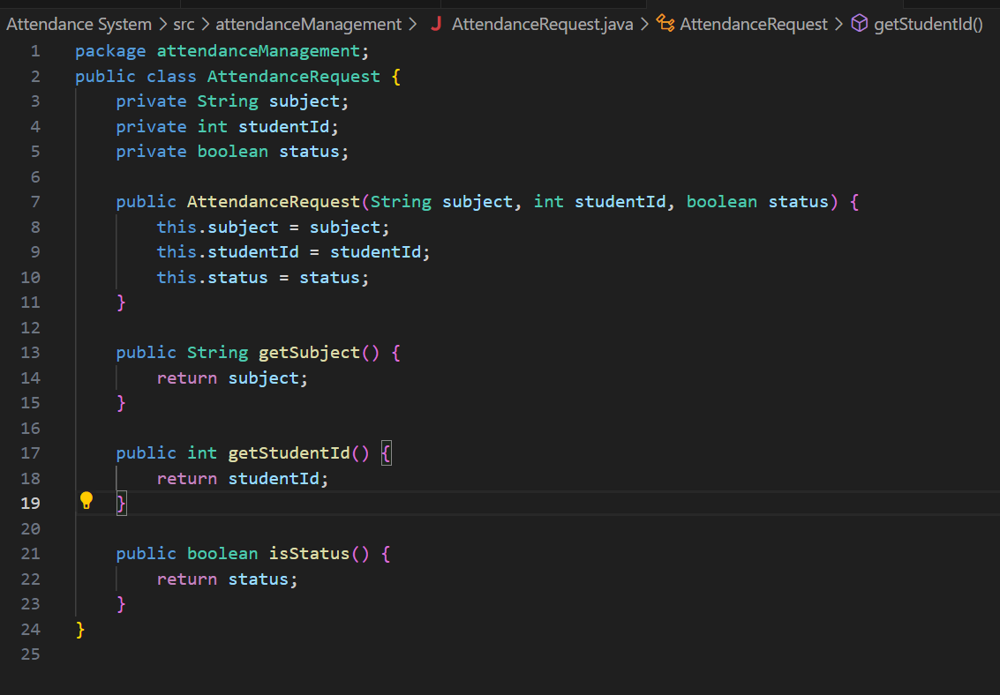 Attendance System > src > attendanceManagement > J AttendanceRequest.java > AttendanceRequest > getStudentId()
1 package attendanceManagement;
2 public class AttendanceRequest {
3     private String subject;
4     private int studentId;
5     private boolean status;
6
7     public AttendanceRequest(String subject, int studentId, boolean status) {
8         this.subject = subject;
9         this.studentId = studentId;
10         this.status = status;
11     }
12
13     public String getSubject() {
14         return subject;
15     }
16
17     public int getStudentId() {
18         return studentId;
19     }
20
21     public boolean isStatus() {
22         return status;
23     }
24 }
25